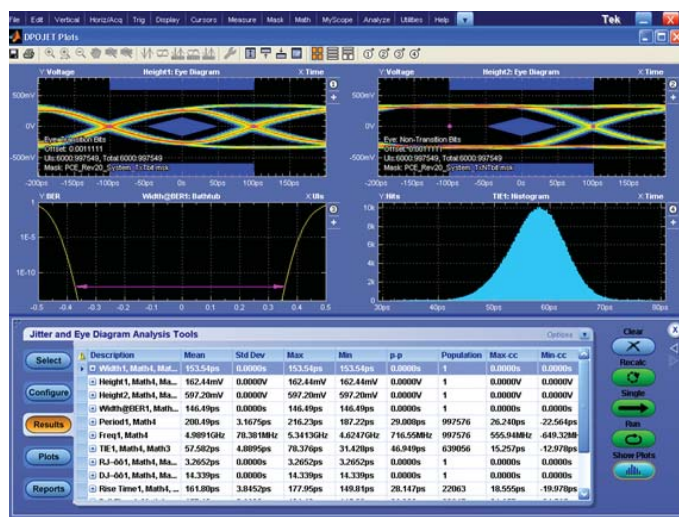 File Edit Vertical Horiz/Acq Trig Display Cursors Measure Mask Math MyScope Analyze Utilities Help Tek
DPOJET Plots
Y:Voltage Height1: Eye Diagram X:Time
500mV
0V
-500mV
Eye: Transition Bits
Offset: 0.0011111
UIs:6000:997549, Total:6000:997549
-200ps -150ps -100ps -50ps 0s 50ps 100ps 150ps
Y:Voltage Height2: Eye Diagram X:Time
500mV
0V
-500mV
Eye: Non-Transition Bits
Offset: 0.0011111
UIs:6000:997549, Total:6000:997549
-200ps -150ps -100ps -50ps 0s 50ps 100ps 150ps
Y:BER Width@BER1: Bathtub X:UIs
1
1E-5
1E-10
-0.5 -0.4 -0.3 -0.2 -0.1 0 0.1 0.2 0.3 0.4 0.5
Y:Hits TIE1: Histogram X:Time
10k
8k
6k
4k
2k
0
30ps 40ps 50ps 60ps 70ps 80ps
Jitter and Eye Diagram Analysis Tools
Options
Clear
Select
Configure
Results
Plots
Reports
Description Mean Std Dev Max Min p-p Population Max-cc Min-cc
Width1, Math4, Mat... 153.54ps 0.0000s 153.54ps 153.54ps 0.0000s 1 0.0000s 0.0000s
Height1, Math4, Ma... 162.44mV 0.0000V 162.44mV 162.44mV 0.0000V 1 0.0000V 0.0000V
Height2, Math4, Ma... 597.20mV 0.0000V 597.20mV 597.20mV 0.0000V 1 0.0000V 0.0000V
Width@BER1, Math... 146.49ps 0.0000s 146.49ps 146.49ps 0.0000s 1 0.0000s 0.0000s
Period1, Math4 200.49ps 3.1675ps 216.23ps 187.22ps 29.008ps 997576 26.240ps -22.564ps
Freq1, Math4 4.9891GHz 78.381MHz 5.3413GHz 4.6247GHz 716.55MHz 997576 555.94MHz -649.32MH
TIE1, Math4, Math3 57.582ps 4.8895ps 78.376ps 31.428ps 46.949ps 639056 15.257ps -12.978ps
RJ-δδ1, Math4, Ma... 3.2652ps 0.0000s 3.2652ps 3.2652ps 0.0000s 1 0.0000s 0.0000s
DJ-δδ1, Math4, Ma... 14.339ps 0.0000s 14.339ps 14.339ps 0.0000s 1 0.0000s 0.0000s
Rise Time1, Math4, ... 161.80ps 3.8452ps 177.95ps 149.81ps 28.147ps 22063 18.555ps -19.978ps
Recalc
Single
Run
Show Plots